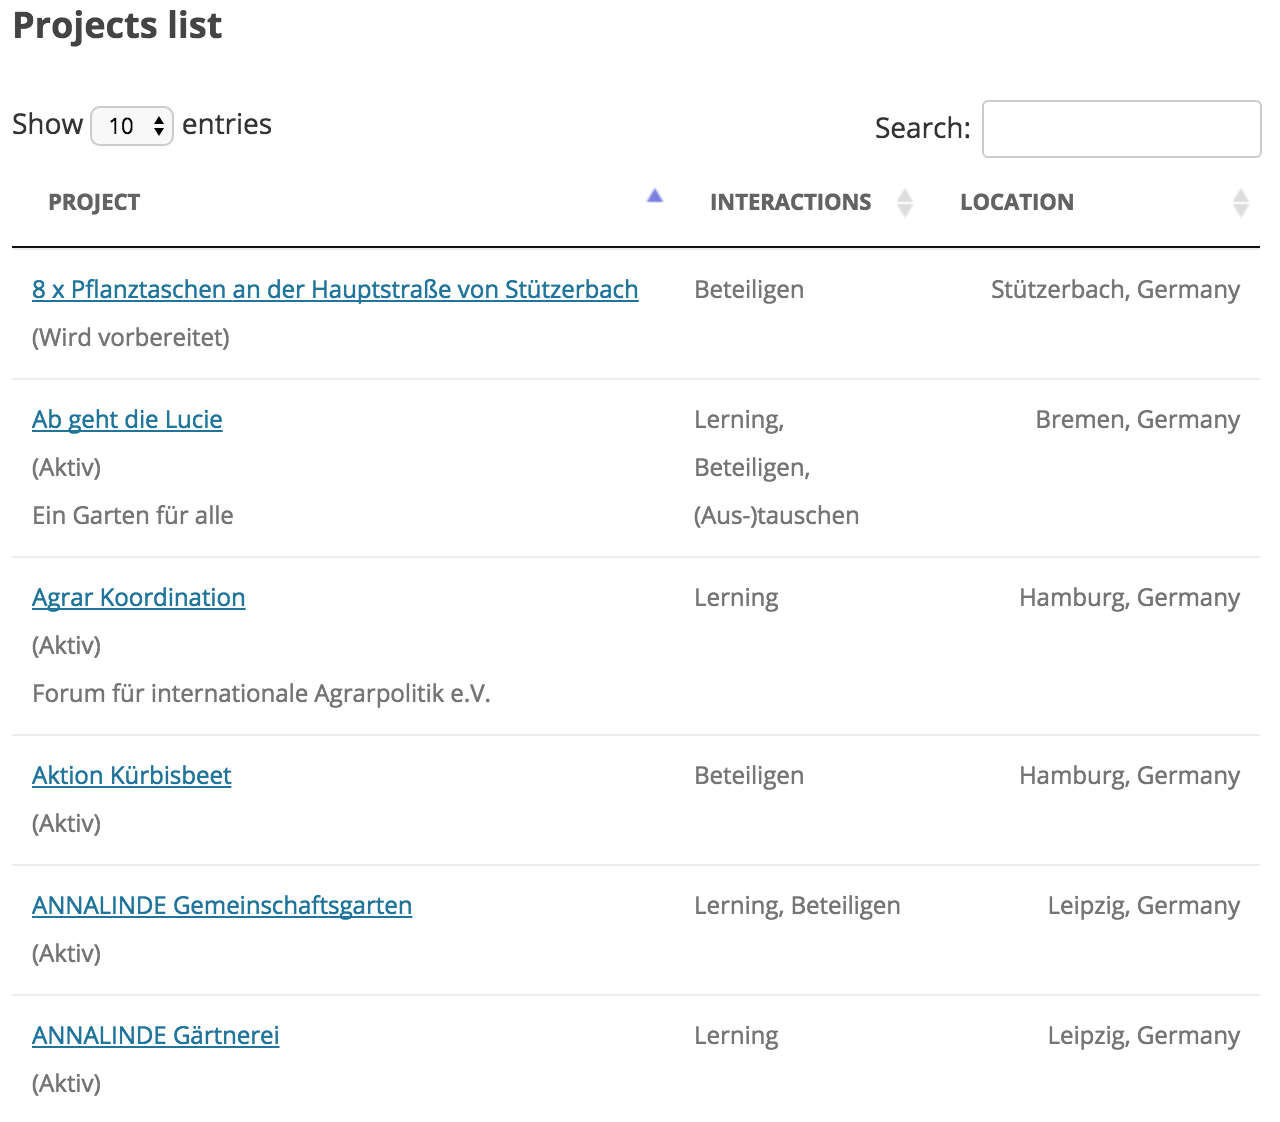 Projects list
Show 10 entries
Search:
PROJECT INTERACTIONS LOCATION
8 x Pflanztaschen an der Hauptstraße von Stützerbach Beteiligen Stützerbach, Germany
(Wird vorbereitet)
Ab geht die Lucie Lerning, Bremen, Germany
(Aktiv) Beteiligen,
Ein Garten für alle (Aus-)tauschen
Agrar Koordination Lerning Hamburg, Germany
(Aktiv)
Forum für internationale Agrarpolitik e.V.
Aktion Kürbisbeet Beteiligen Hamburg, Germany
(Aktiv)
ANNALINDE Gemeinschaftsgarten Lerning, Beteiligen Leipzig, Germany
(Aktiv)
ANNALINDE Gärtnerei Lerning Leipzig, Germany
(Aktiv)